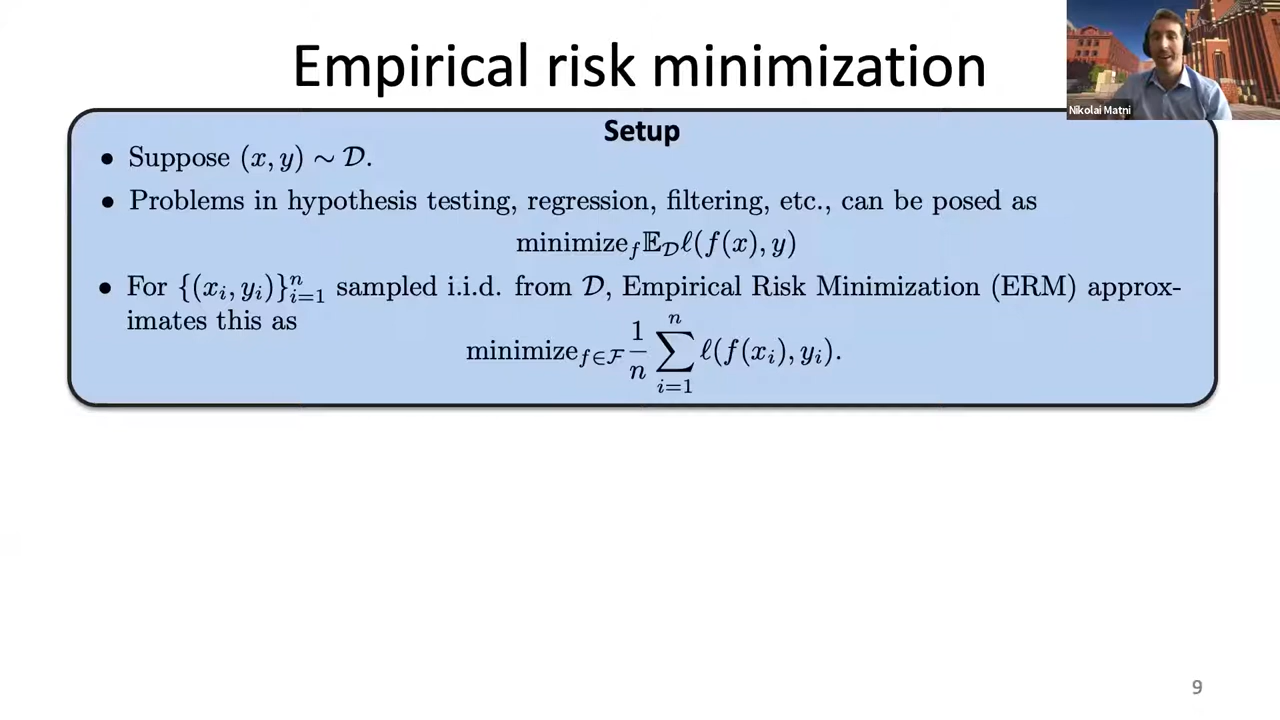 Empirical risk minimization
Nikolai Matni
Setup
• Suppose (x, y) ∼ 𝒟.
• Problems in hypothesis testing, regression, filtering, etc., can be posed as
minimize_f 𝔼_𝒟 ℓ(f(x), y)
• For {(x_i, y_i)}_{i=1}^n sampled i.i.d. from 𝒟, Empirical Risk Minimization (ERM) approx-
imates this as
minimize_{f∈ℱ} \frac{1}{n} \sum_{i=1}^{n} ℓ(f(x_i), y_i).
9